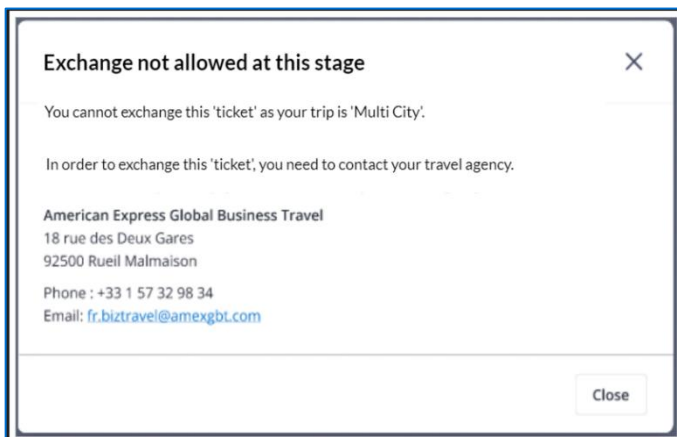 Exchange not allowed at this stage
You cannot exchange this 'ticket' as your trip is 'Multi City'.
In order to exchange this 'ticket', you need to contact your travel agency.
American Express Global Business Travel
18 rue des Deux Gares
92500 Rueil Malmaison
Phone : +33 1 57 32 98 34
Email: fr.biztravel@amexgbt.com
Close